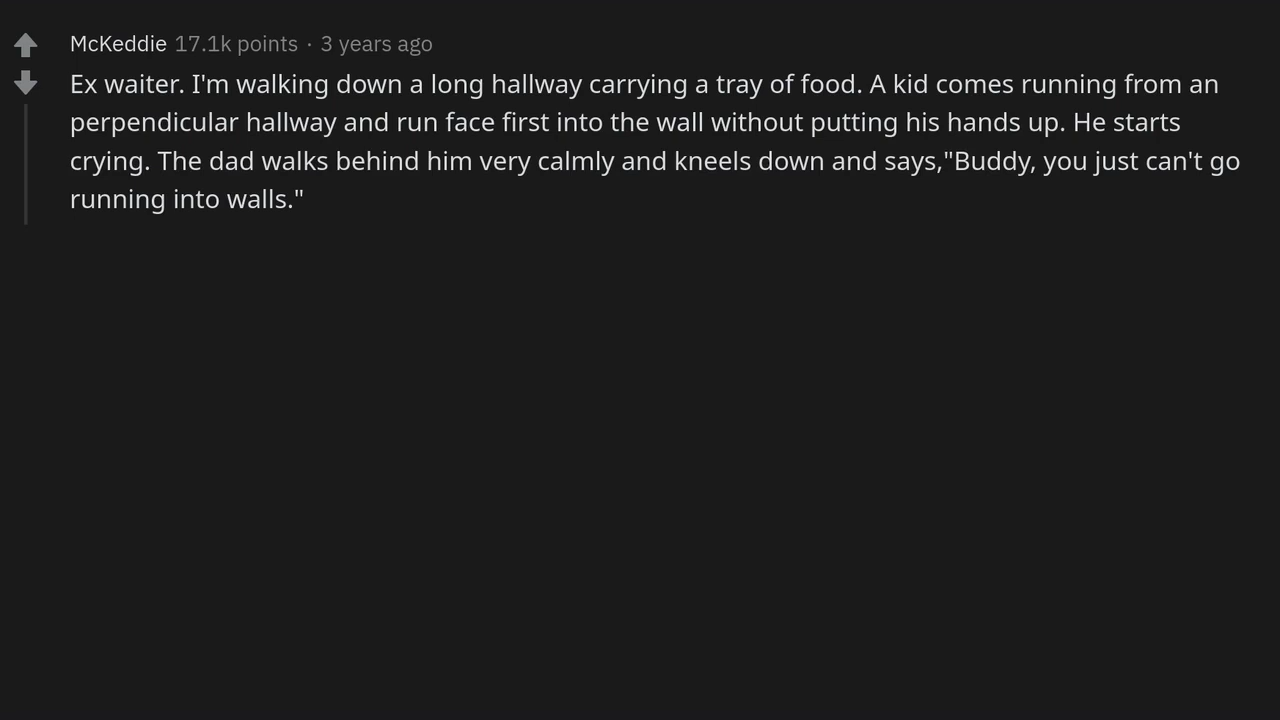 McKeddie 17.1k points · 3 years ago
Ex waiter. I'm walking down a long hallway carrying a tray of food. A kid comes running from an
perpendicular hallway and run face first into the wall without putting his hands up. He starts
crying. The dad walks behind him very calmly and kneels down and says,"Buddy, you just can't go
running into walls."